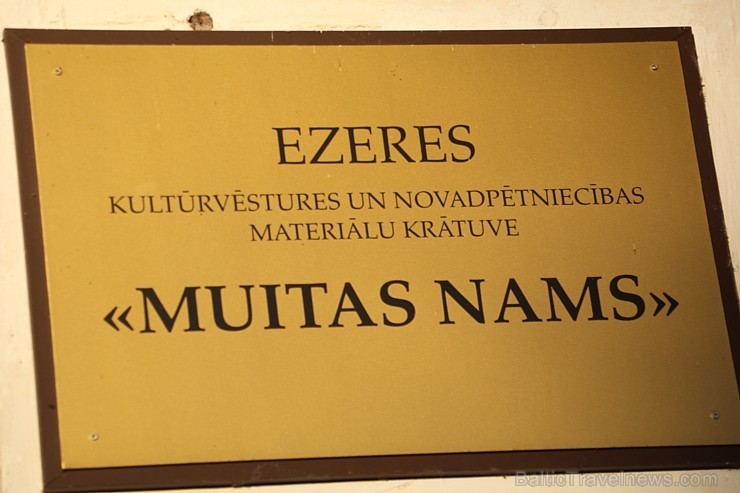 EZERES
KULTŪRVĒSTURES UN NOVADPĒTNIECĪBAS
MATERIĀLU KRĀTUVE
«MUITAS NAMS»
BalticTravelnews.com